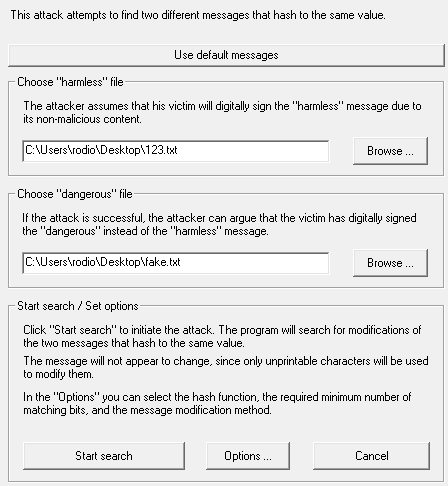 This attack attempts to find two different messages that hash to the same value.
Use default messages
Choose "harmless" file
The attacker assumes that his victim will digitally sign the "harmless" message due to
its non-malicious content.
C:\Users\rodio\Desktop\123.txt
Browse ...
Choose "dangerous" file
If the attack is successful, the attacker can argue that the victim has digitally signed
the "dangerous" instead of the "harmless" message.
C:\Users\rodio\Desktop\fake.txt
Browse ...
Start search / Set options
Click "Start search" to initiate the attack. The program will search for modifications of
the two messages that hash to the same value.
The message will not appear to change, since only unprintable characters will be used
to modify them.
In the "Options" you can select the hash function, the required minimum number of
matching bits, and the message modification method.
Start search
Options ...
Cancel